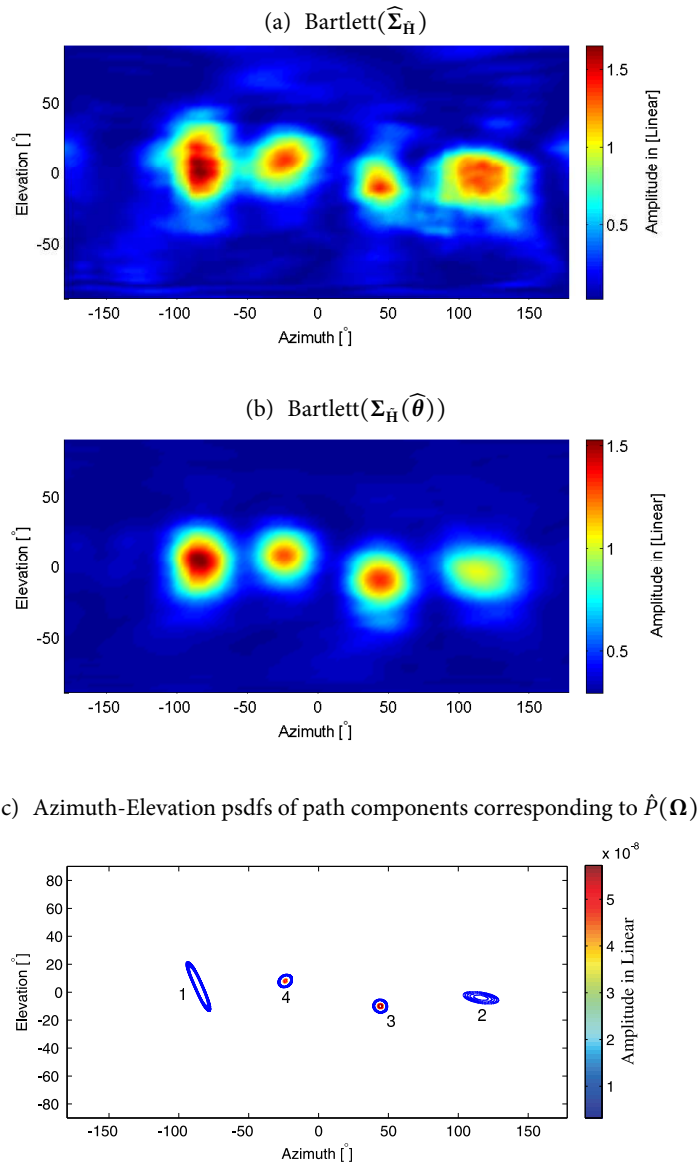 (a) Bartlett(Σ̂_H̃)
50
0
-50
Elevation [°]
-150 -100 -50 0 50 100 150
Azimuth [°]
1.5
1
0.5
Amplitude in [Linear]
(b) Bartlett(Σ_H̃(θ̂))
50
0
-50
Elevation [°]
-150 -100 -50 0 50 100 150
Azimuth [°]
1.5
1
0.5
Amplitude in [Linear]
c) Azimuth-Elevation psdfs of path components corresponding to P̂(Ω)
80
60
40
20
0
-20
-40
-60
-80
Elevation [°]
1
4
3
2
-150 -100 -50 0 50 100 150
Azimuth [°]
x 10⁻⁸
5
4
3
2
1
Amplitude in Linear